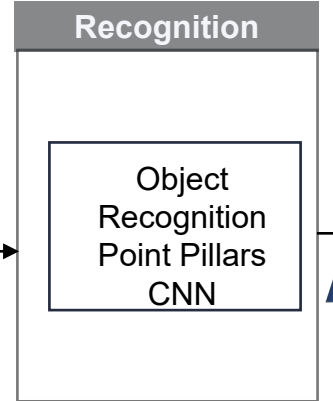 Recognition
Object
Recognition
Point Pillars
CNN